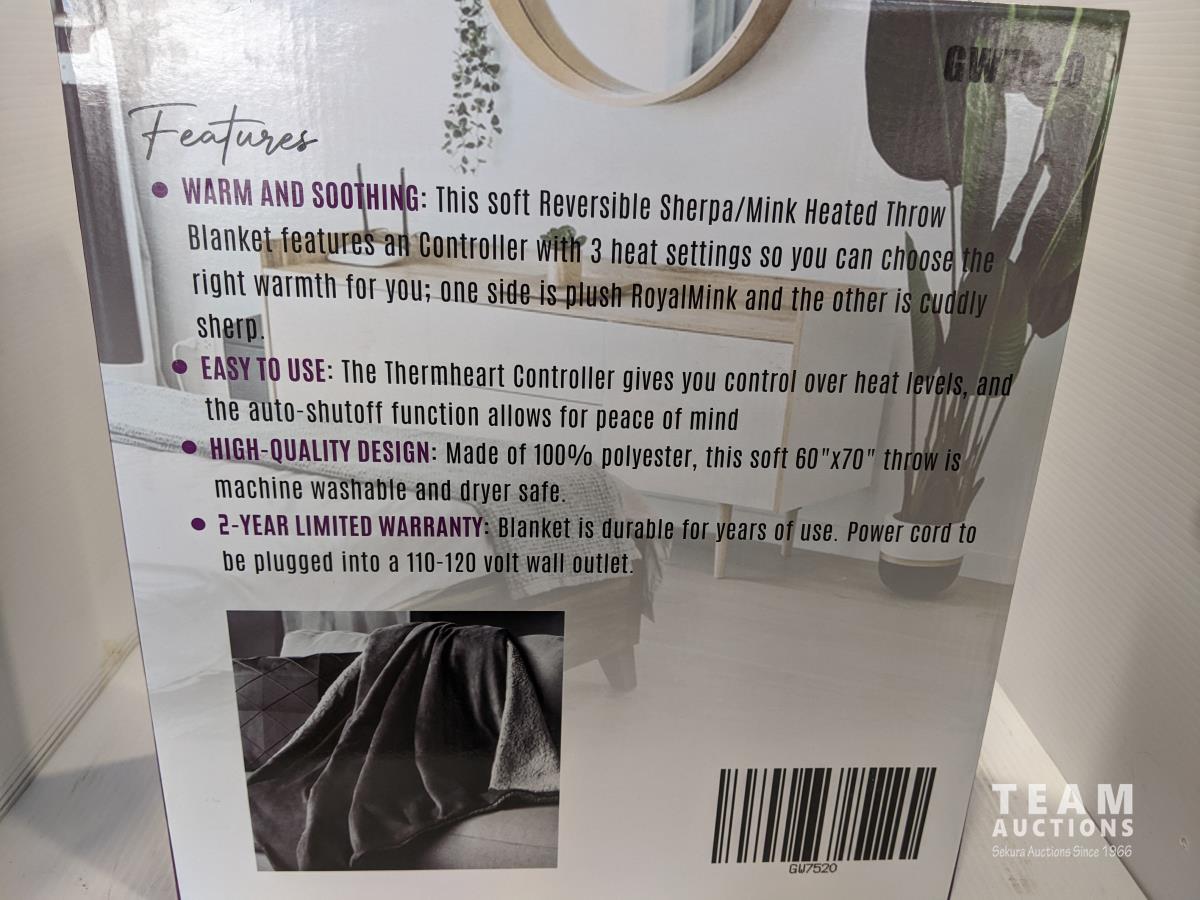 GW7520
Features
• WARM AND SOOTHING: This soft Reversible Sherpa/Mink Heated Throw
Blanket features an Controller with 3 heat settings so you can choose the
right warmth for you; one side is plush RoyalMink and the other is cuddly
sherp.
• EASY TO USE: The Thermheart Controller gives you control over heat levels, and
the auto-shutoff function allows for peace of mind
• HIGH-QUALITY DESIGN: Made of 100% polyester, this soft 60"x70" throw is
machine washable and dryer safe.
• 2-YEAR LIMITED WARRANTY: Blanket is durable for years of use. Power cord to
be plugged into a 110-120 volt wall outlet.
GW7520
TEAM
AUCTIONS
Sekura Auctions Since 1966